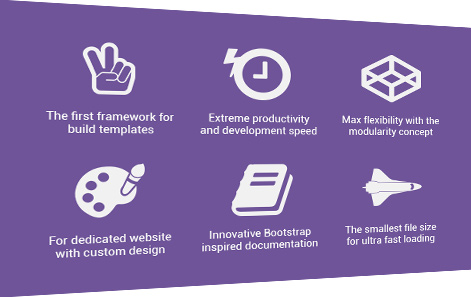 The first framework for
build templates
Extreme productivity
and development speed
Max flexibility with the
modularity concept
For dedicated website
with custom design
Innovative Bootstrap
inspired documentation
The smallest file size
for ultra fast loading